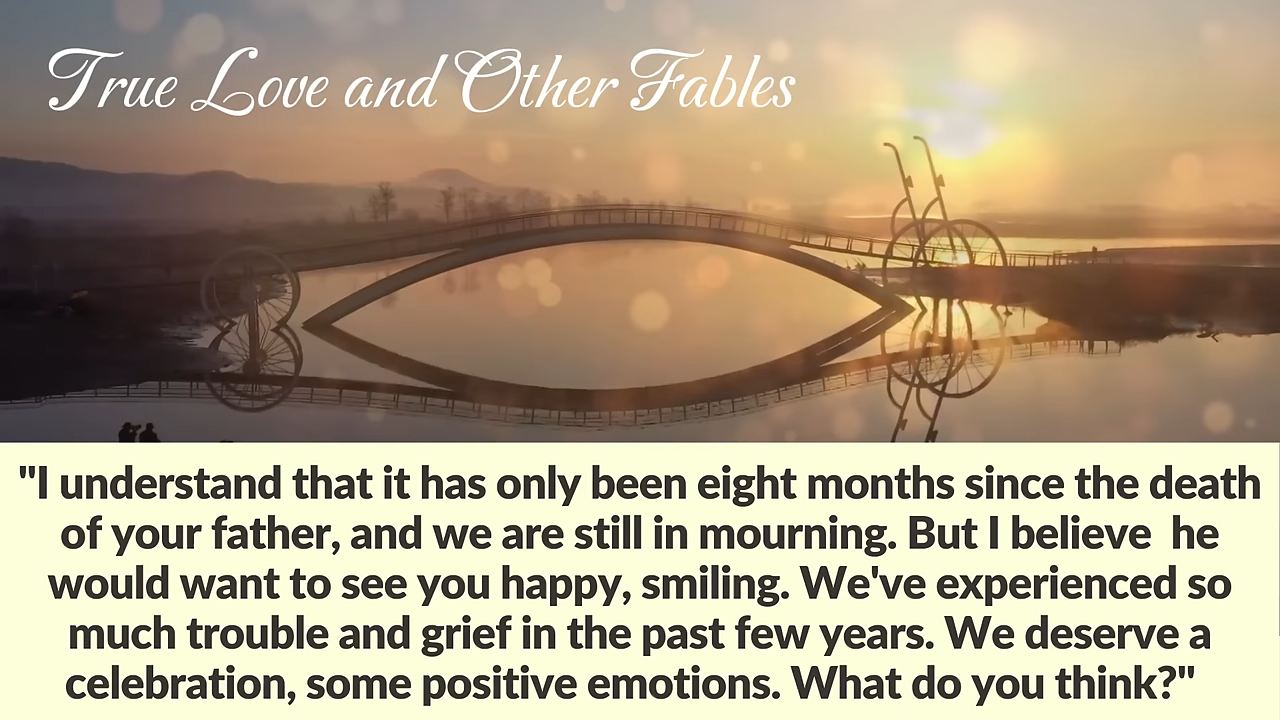 True Love and Other Fables
"I understand that it has only been eight months since the death
of your father, and we are still in mourning. But I believe  he
would want to see you happy, smiling. We've experienced so
much trouble and grief in the past few years. We deserve a
celebration, some positive emotions. What do you think?"